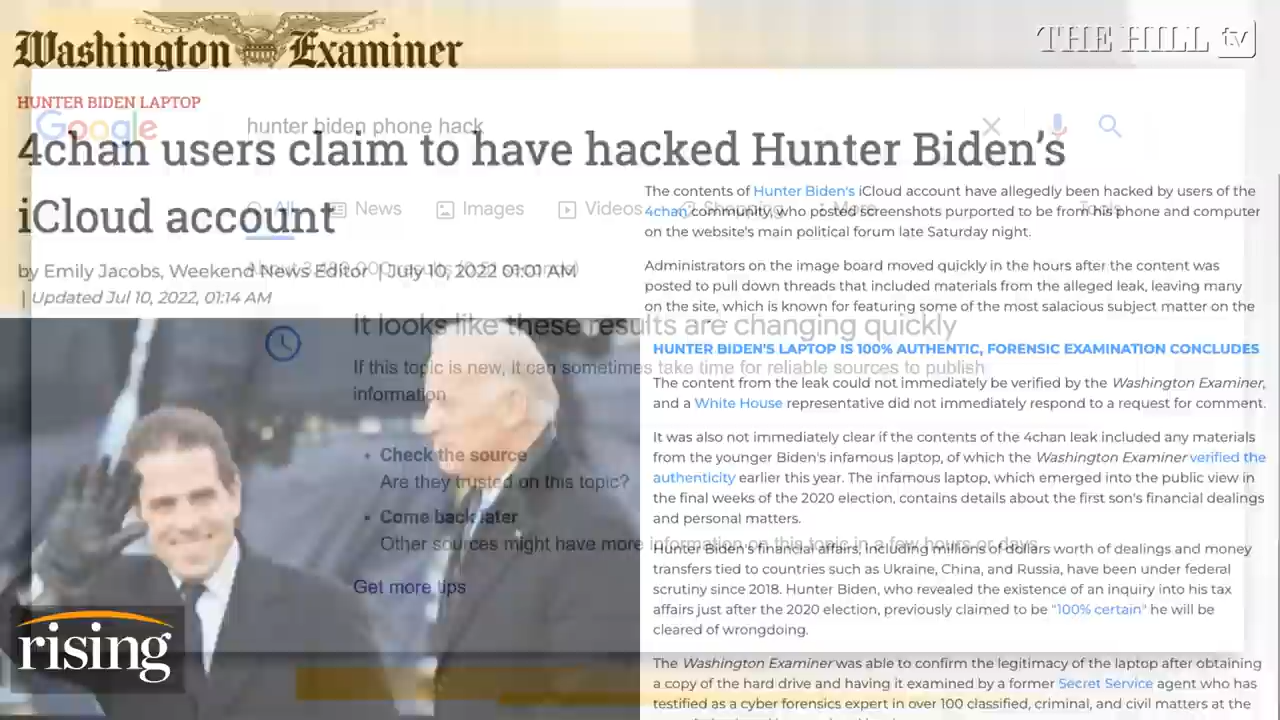 Washington Examiner
THE HILL tv
HUNTER BIDEN LAPTOP
Google
hunter biden phone hack
4chan users claim to have hacked Hunter Biden's
iCloud account
All News Images Videos Shopping More Tools
by Emily Jacobs, Weekend News Editor | July 10, 2022 01:01 AM
| Updated Jul 10, 2022, 01:14 AM
It looks like these results are changing quickly
If this topic is new, it can sometimes take time for reliable sources to publish
information
• Check the source
Are they trusted on this topic?
• Come back later
Other sources might have more information on this topic in a few hours or days
Get more tips
rising
The contents of Hunter Biden's iCloud account have allegedly been hacked by users of the
4chan community, who posted screenshots purported to be from his phone and computer
on the website's main political forum late Saturday night.
Administrators on the image board moved quickly in the hours after the content was
posted to pull down threads that included materials from the alleged leak, leaving many
on the site, which is known for featuring some of the most salacious subject matter on the
HUNTER BIDEN'S LAPTOP IS 100% AUTHENTIC, FORENSIC EXAMINATION CONCLUDES
The content from the leak could not immediately be verified by the Washington Examiner,
and a White House representative did not immediately respond to a request for comment.
It was also not immediately clear if the contents of the 4chan leak included any materials
from the younger Biden's infamous laptop, of which the Washington Examiner verified the
authenticity earlier this year. The infamous laptop, which emerged into the public view in
the final weeks of the 2020 election, contains details about the first son's financial dealings
and personal matters.
Hunter Biden's financial affairs, including millions of dollars worth of dealings and money
transfers tied to countries such as Ukraine, China, and Russia, have been under federal
scrutiny since 2018. Hunter Biden, who revealed the existence of an inquiry into his tax
affairs just after the 2020 election, previously claimed to be "100% certain" he will be
cleared of wrongdoing.
The Washington Examiner was able to confirm the legitimacy of the laptop after obtaining
a copy of the hard drive and having it examined by a former Secret Service agent who has
testified as a cyber forensics expert in over 100 classified, criminal, and civil matters at the